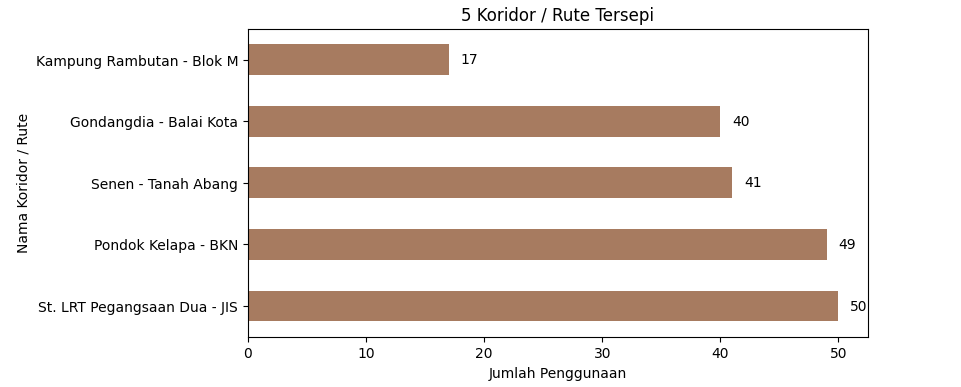 5 Koridor / Rute Tersepi
Nama Koridor / Rute
Kampung Rambutan - Blok M
17
Gondangdia - Balai Kota
40
Senen - Tanah Abang
41
Pondok Kelapa - BKN
49
St. LRT Pegangsaan Dua - JIS
50
0 10 20 30 40 50
Jumlah Penggunaan